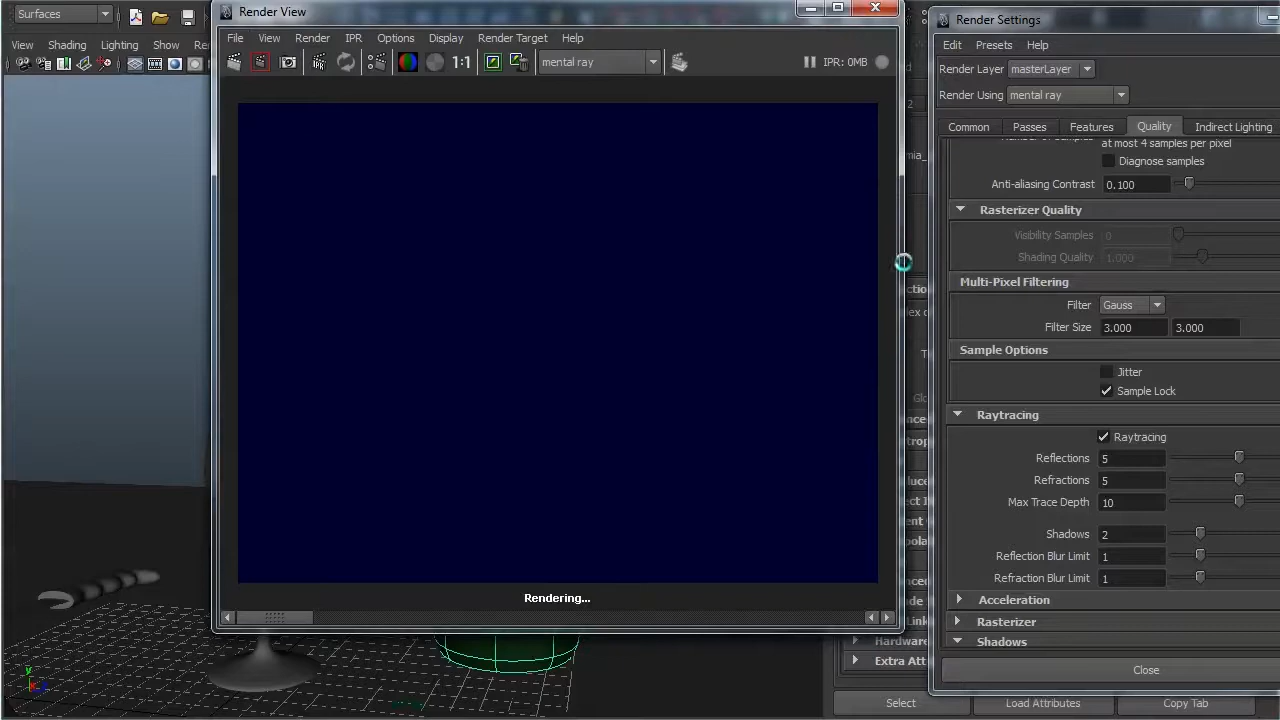 Surfaces
View Shading Lighting Show
Render View
File View Render IPR Options Display Render Target Help
1:1 mental ray IPR: 0MB
Rendering...
Render Settings
Edit Presets Help
Render Layer masterLayer
Render Using mental ray
Common Passes Features Quality Indirect Lighting
at most 4 samples per pixel
Diagnose samples
Anti-aliasing Contrast 0.100
Rasterizer Quality
Visibility Samples 0
Shading Quality 1.000
Multi-Pixel Filtering
Filter Gauss
Filter Size 3.000 3.000
Sample Options
Jitter
Sample Lock
Raytracing
Raytracing
Reflections 5
Refractions 5
Max Trace Depth 10
Shadows 2
Reflection Blur Limit 1
Refraction Blur Limit 1
Acceleration
Rasterizer
Shadows
Close
Hardware
Extra Att
Select Load Attributes Copy Tab
y